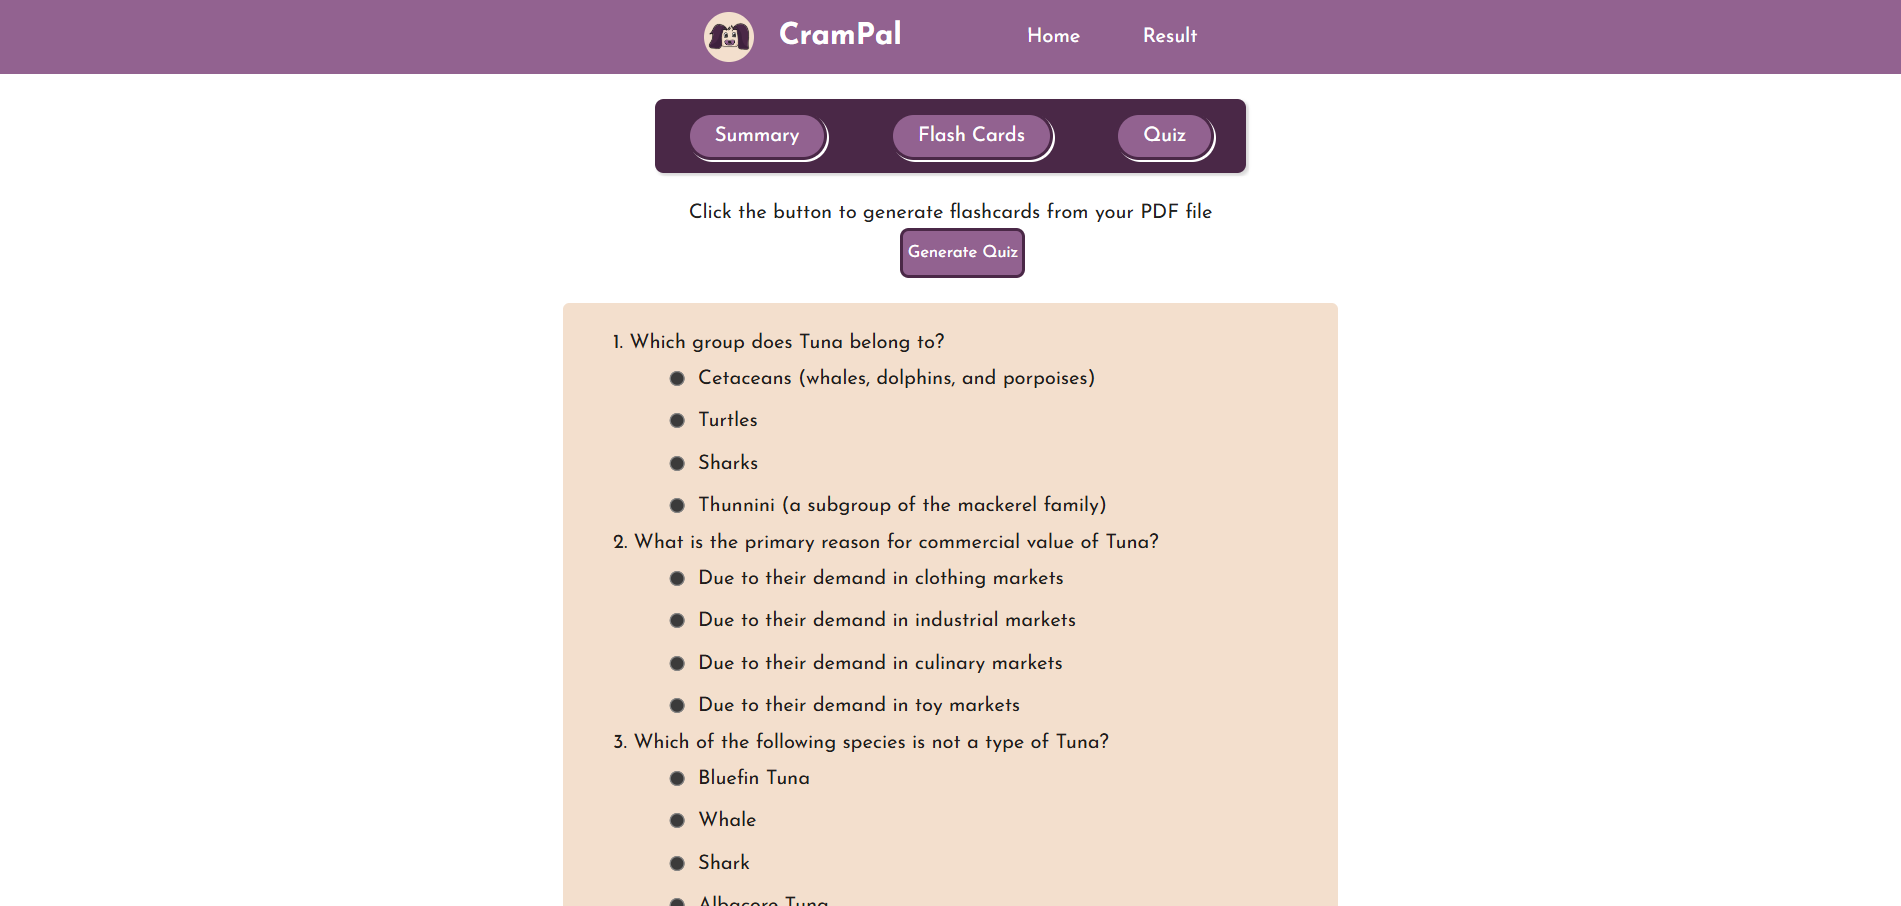 CramPal
Home
Result
Summary
Flash Cards
Quiz
Click the button to generate flashcards from your PDF file
Generate Quiz
1. Which group does Tuna belong to?
Cetaceans (whales, dolphins, and porpoises)
Turtles
Sharks
Thunnini (a subgroup of the mackerel family)
2. What is the primary reason for commercial value of Tuna?
Due to their demand in clothing markets
Due to their demand in industrial markets
Due to their demand in culinary markets
Due to their demand in toy markets
3. Which of the following species is not a type of Tuna?
Bluefin Tuna
Whale
Shark
Albacore Tuna